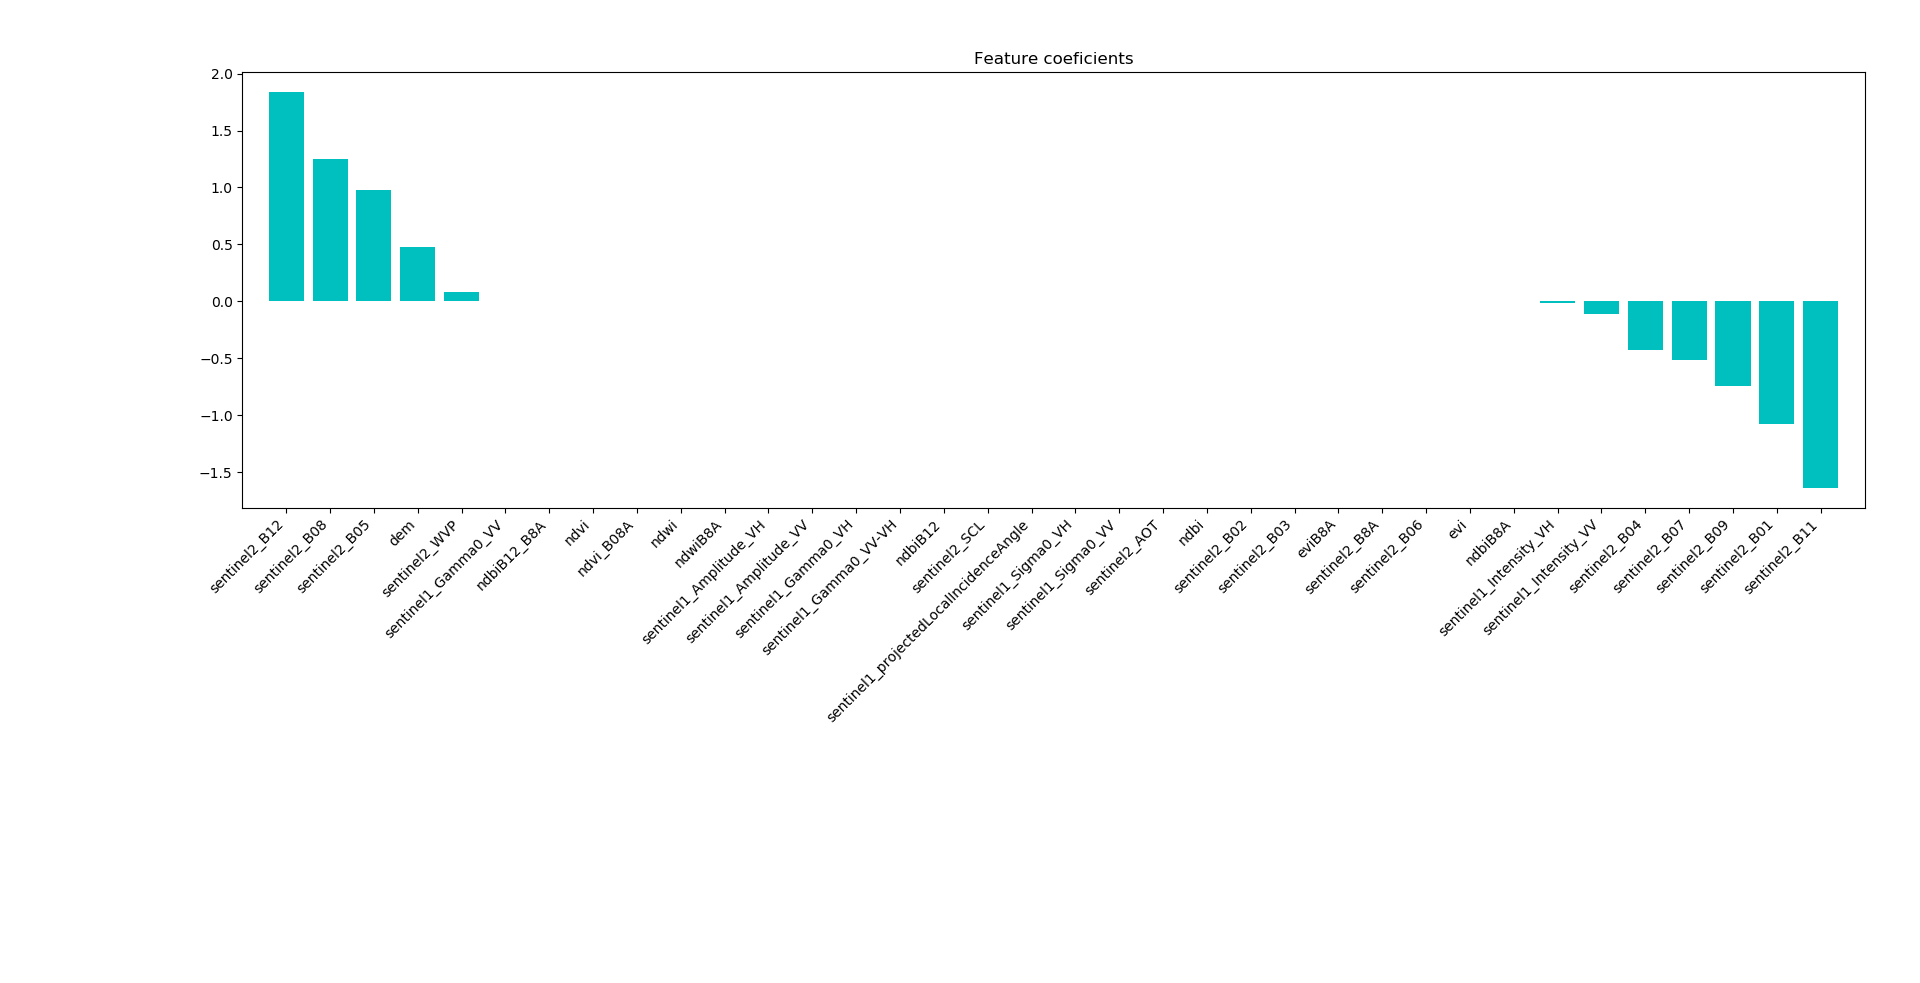 Feature coeficients
2.0
1.5
1.0
0.5
0.0
−0.5
−1.0
−1.5
sentinel2_B12
sentinel2_B08
sentinel2_B05
dem
sentinel2_WVP
sentinel1_Gamma0_VV
ndbiB12_B8A
ndvi
ndvi_B08A
ndwi
ndwiB8A
sentinel1_Amplitude_VH
sentinel1_Amplitude_VV
sentinel1_Gamma0_VH
sentinel1_Gamma0_VV-VH
ndbiB12
sentinel2_SCL
sentinel1_projectedLocalIncidenceAngle
sentinel1_Sigma0_VH
sentinel1_Sigma0_VV
sentinel2_AOT
ndbi
sentinel2_B02
sentinel2_B03
eviB8A
sentinel2_B8A
sentinel2_B06
evi
ndbiB8A
sentinel1_Intensity_VH
sentinel1_Intensity_VV
sentinel2_B04
sentinel2_B07
sentinel2_B09
sentinel2_B01
sentinel2_B11